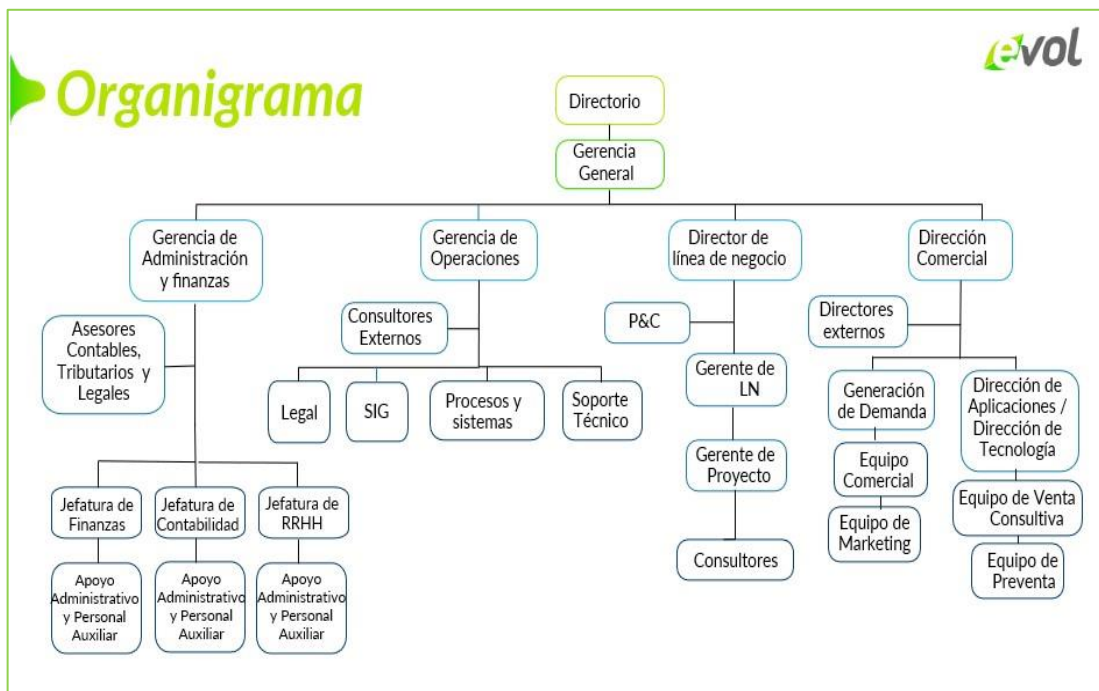 evol
Organigrama
Directorio
Gerencia
General
Gerencia de
Administración
y finanzas
Gerencia de
Operaciones
Director de
línea de negocio
Dirección
Comercial
Asesores
Contables,
Tributarios y
Legales
Consultores
Externos
P&C
Directores
externos
Legal
SIG
Procesos y
sistemas
Soporte
Técnico
Gerente de
LN
Generación
de Demanda
Dirección de
Aplicaciones /
Dirección de
Tecnología
Gerente de
Proyecto
Equipo
Comercial
Jefatura de
Finanzas
Jefatura de
Contabilidad
Jefatura de
RRHH
Equipo de Venta
Consultiva
Equipo de
Marketing
Consultores
Equipo de
Preventa
Apoyo
Administrativo
y Personal
Auxiliar
Apoyo
Administrativo
y Personal
Auxiliar
Apoyo
Administrativo
y Personal
Auxiliar